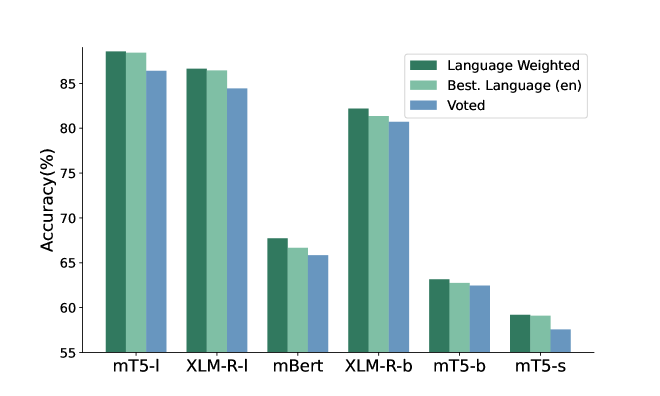 Language Weighted
Best. Language (en)
Voted
Accuracy(%)
85
80
75
70
65
60
55
mT5-l XLM-R-l mBert XLM-R-b mT5-b mT5-s